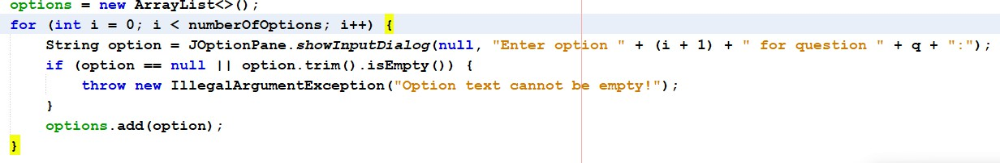 options = new ArrayList<>();
for (int i = 0; i < numberOfOptions; i++) {
    String option = JOptionPane.showInputDialog(null, "Enter option " + (i + 1) + " for question " + q + ":");
    if (option == null || option.trim().isEmpty()) {
        throw new IllegalArgumentException("Option text cannot be empty!");
    }
    options.add(option);
}